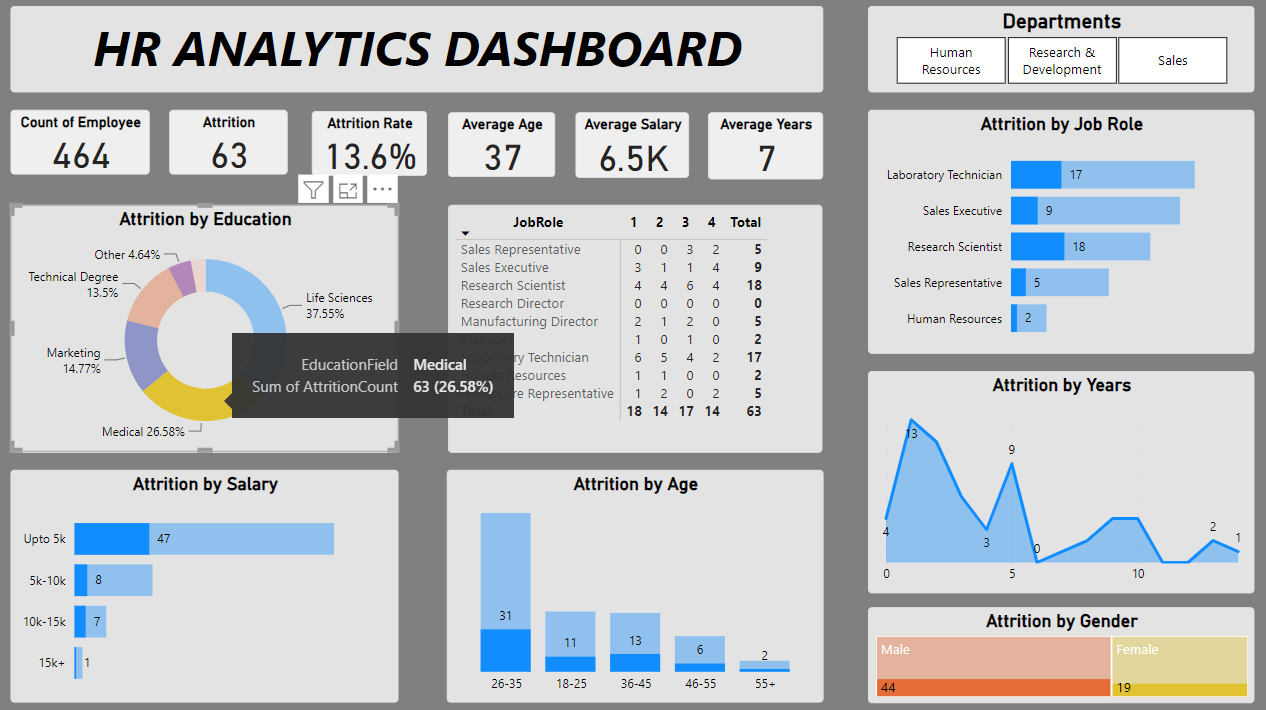 HR ANALYTICS DASHBOARD
Departments
Human
Resources
Research &
Development
Sales
Count of Employee
464
Attrition
63
Attrition Rate
13.6%
Average Age
37
Average Salary
6.5K
Average Years
7
Attrition by Education
Other 4.64%
Technical Degree
13.5%
Life Sciences
37.55%
Marketing
14.77%
Medical 26.58%
EducationField Medical
Sum of AttritionCount 63 (26.58%)
JobRole 1 2 3 4 Total
Sales Representative 0 0 3 2 5
Sales Executive 3 1 1 4 9
Research Scientist 4 4 6 4 18
Research Director 0 0 0 0 0
Manufacturing Director 2 1 2 0 5
Manager 1 0 1 0 2
Laboratory Technician 6 5 4 2 17
Human Resources 1 1 0 0 2
Healthcare Representative 1 2 0 2 5
Total 18 14 17 14 63
Attrition by Job Role
Laboratory Technician 17
Sales Executive 9
Research Scientist 18
Sales Representative 5
Human Resources 2
Attrition by Salary
Upto 5k 47
5k-10k 8
10k-15k 7
15k+ 1
Attrition by Age
31 11 13 6 2
26-35 18-25 36-45 46-55 55+
Attrition by Years
13
9
4
3
0
2
1
0 5 10
Attrition by Gender
Male Female
44 19